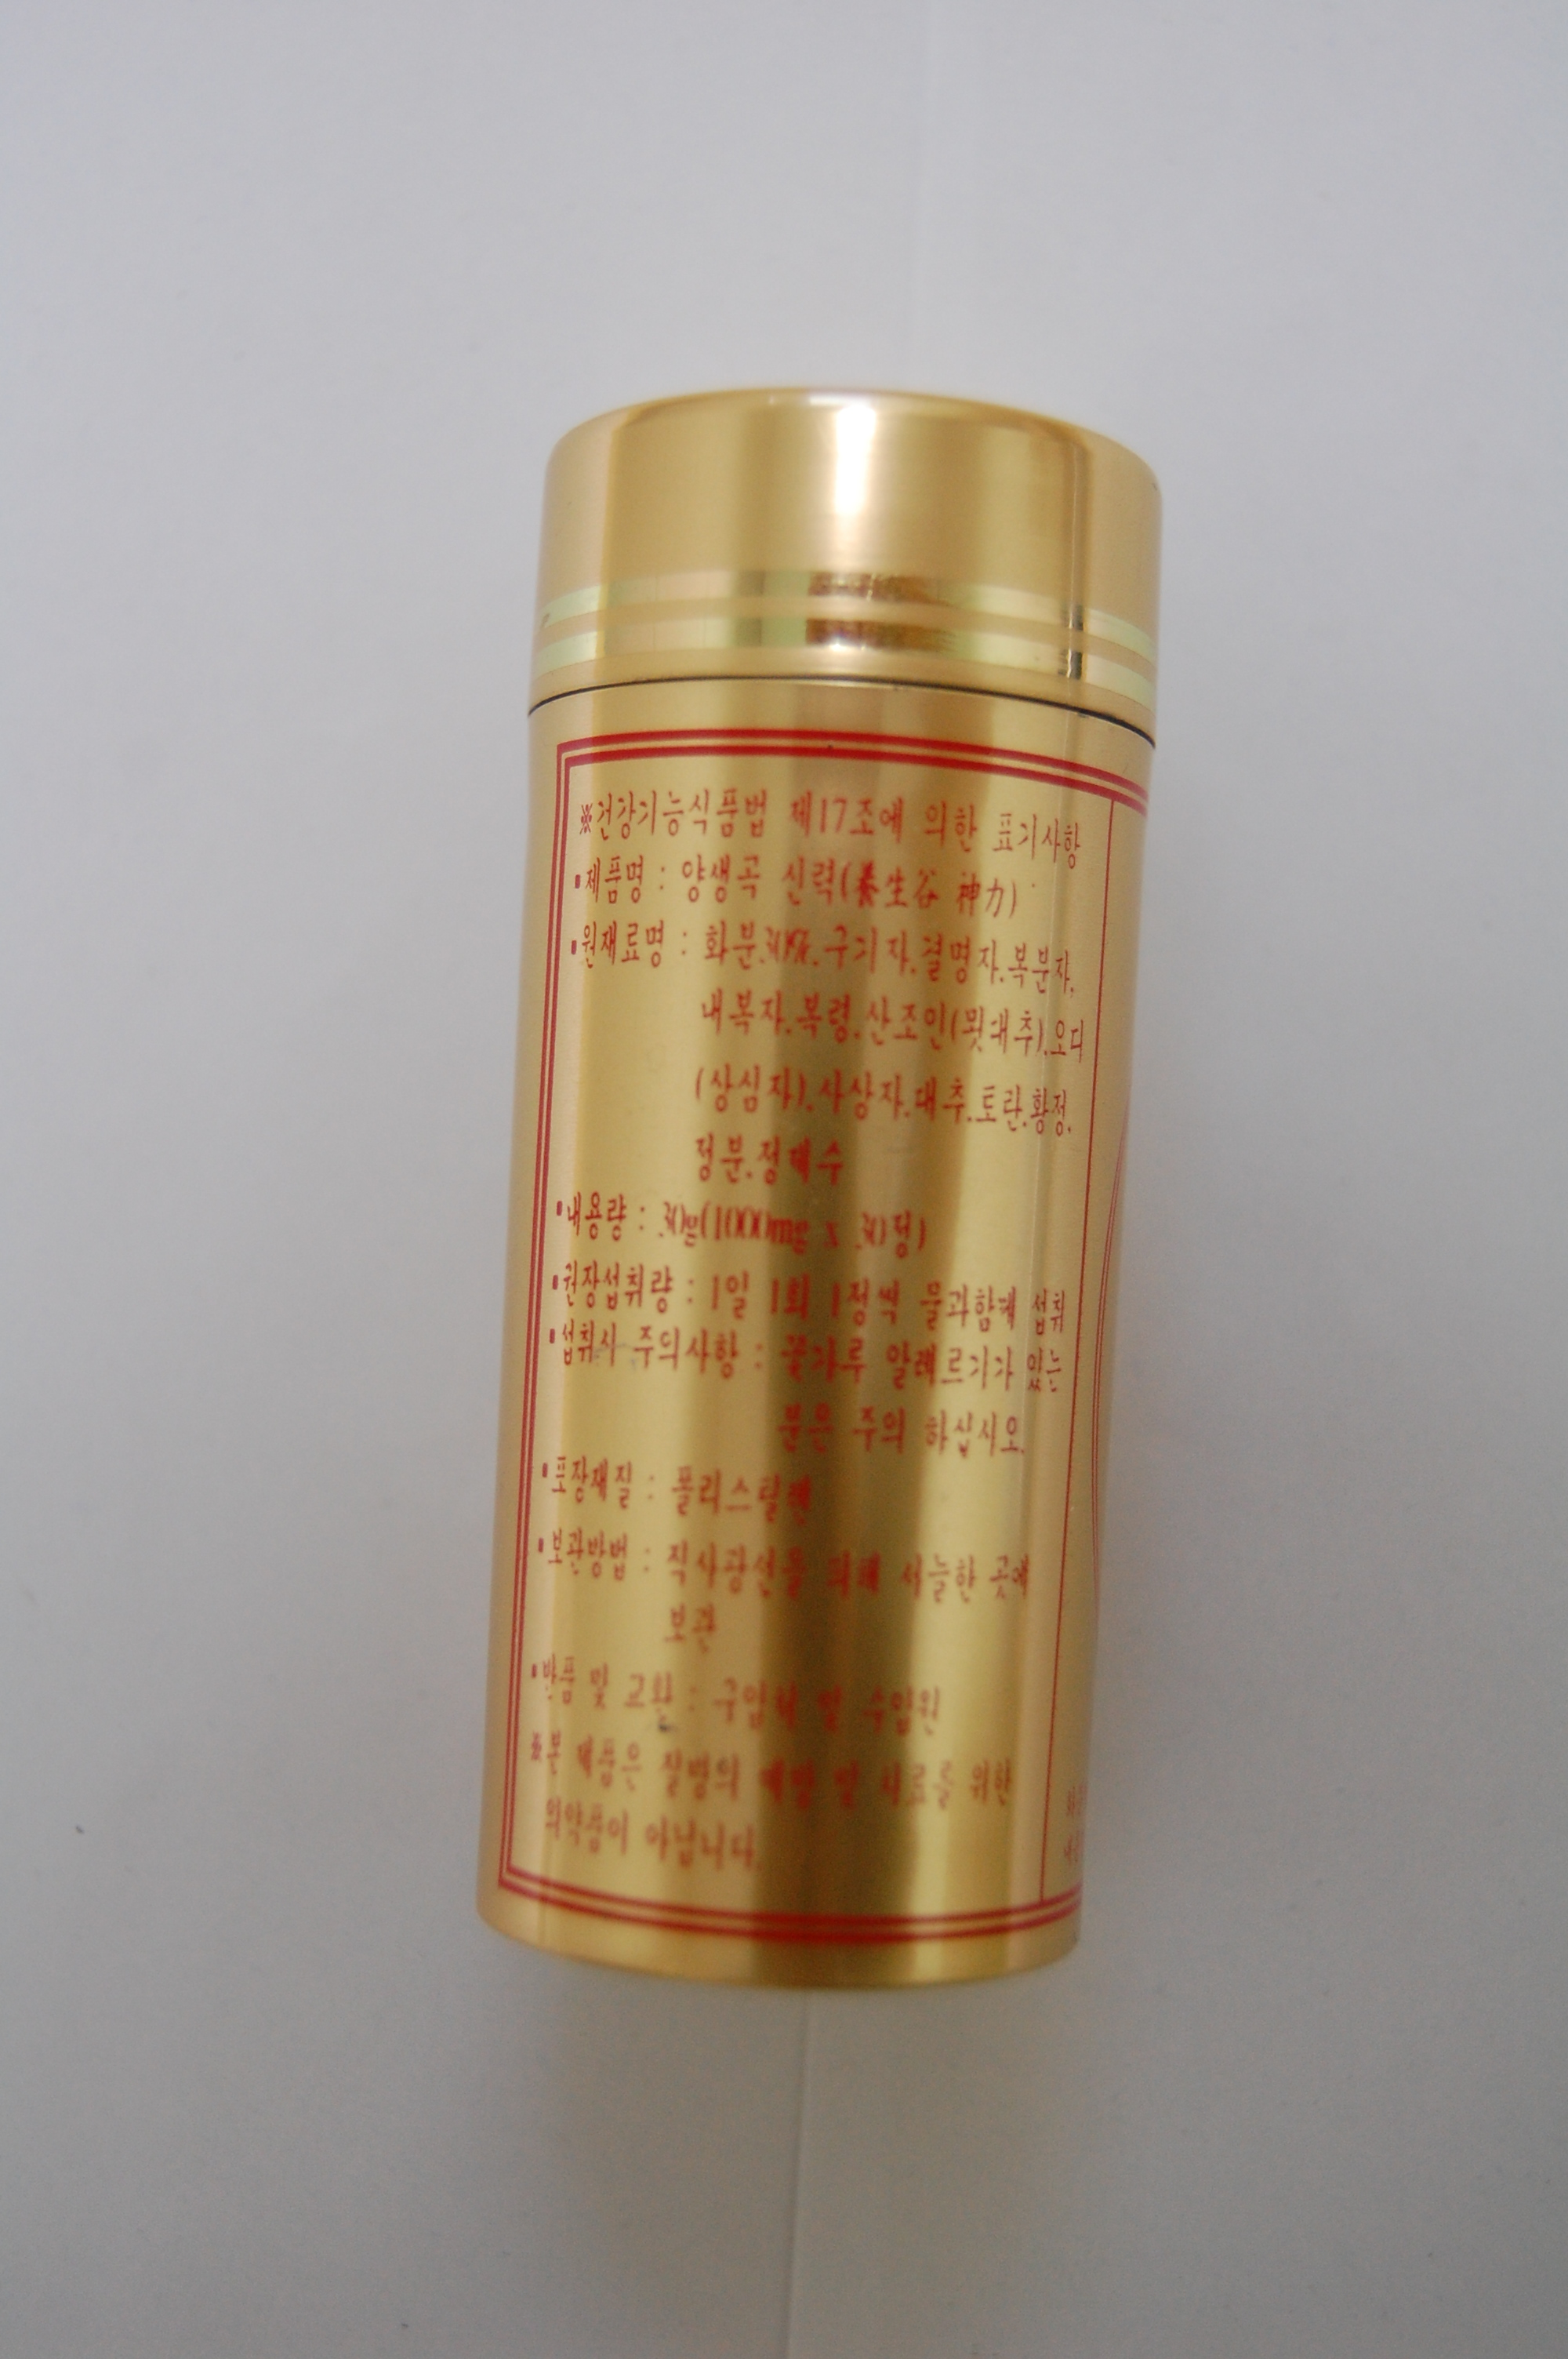 ※건강기능식품법 제17조에 의한 표기사항
▪제품명 : 양생곡 신력(養生谷 神力)
▪원재료명 : 화분30%.구기자.결명자.복분자.
내복자.복령.산조인(묏대추).오디
(상심자).사상자.대추.토란.황정.
정분.정제수
▪내용량 : 30g(1000mg x 30정)
▪권장섭취량 : 1일 1회 1정씩 물과함께 섭취
▪섭취시 주의사항 : 꽃가루 알레르기가 있는
분은 주의 하십시오.
▪포장재질 : 폴리스틸렌
▪보관방법 : 직사광선을 피해 서늘한 곳에
보관
▪반품 및 교환 : 구입처 및 수입원
※본 제품은 질병의 예방 및 치료를 위한
의약품이 아닙니다.